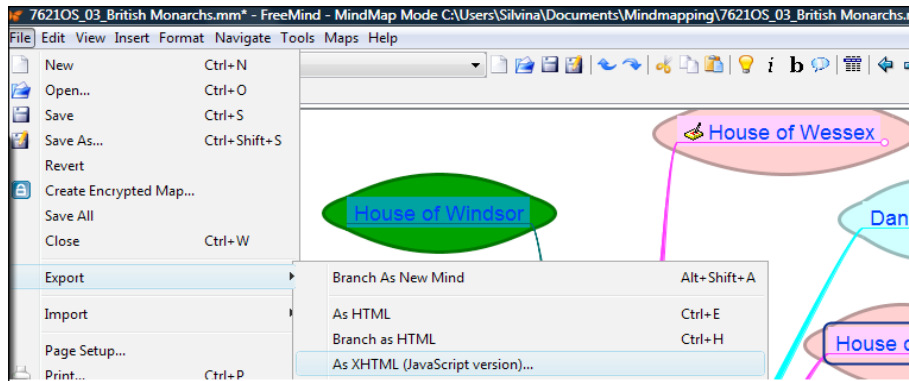 7621OS_03_British Monarchs.mm* - FreeMind - MindMap Mode C:\Users\Silvina\Documents\Mindmapping\7621OS_03_British Monarchs.
File Edit View Insert Format Navigate Tools Maps Help
New Ctrl+N
Open... Ctrl+O
Save Ctrl+S
Save As... Ctrl+Shift+S
Revert
Create Encrypted Map...
Save All
Close Ctrl+W
Export
Import
Page Setup...
Print... Ctrl+P
Branch As New Mind Alt+Shift+A
As HTML Ctrl+E
Branch as HTML Ctrl+H
As XHTML (JavaScript version)...
House of Wessex
House of Windsor
Dan
House